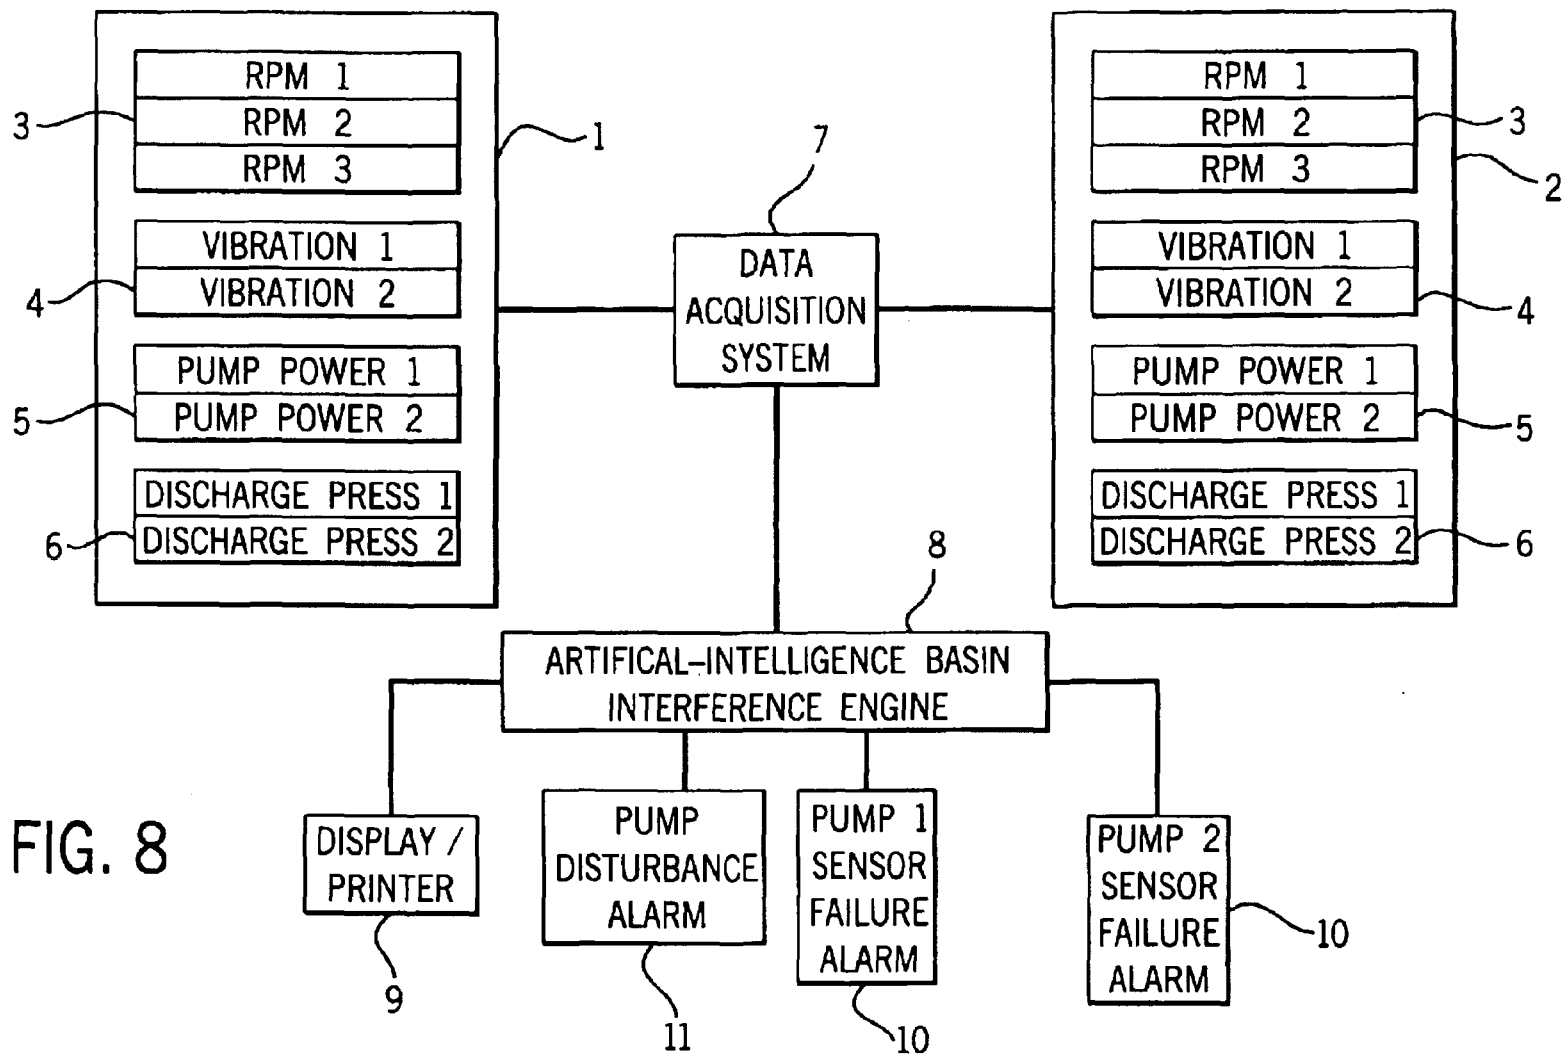 RPM 1
RPM 2
RPM 3
3
1
VIBRATION 1
VIBRATION 2
4
PUMP POWER 1
PUMP POWER 2
5
DISCHARGE PRESS 1
DISCHARGE PRESS 2
6
7
DATA
ACQUISITION
SYSTEM
RPM 1
RPM 2
RPM 3
3
2
VIBRATION 1
VIBRATION 2
4
PUMP POWER 1
PUMP POWER 2
5
DISCHARGE PRESS 1
DISCHARGE PRESS 2
6
8
ARTIFICAL-INTELLIGENCE BASIN
INTERFERENCE ENGINE
DISPLAY /
PRINTER
9
PUMP
DISTURBANCE
ALARM
11
PUMP 1
SENSOR
FAILURE
ALARM
10
PUMP 2
SENSOR
FAILURE
ALARM
10
FIG. 8